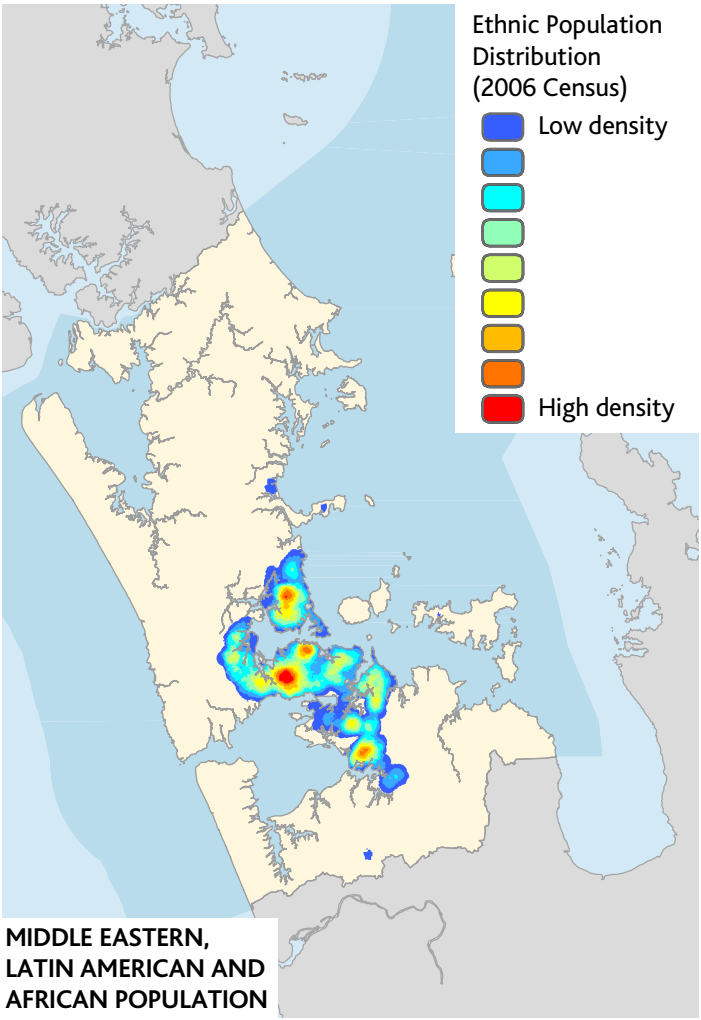 Ethnic Population
Distribution
(2006 Census)
Low density
High density
MIDDLE EASTERN,
LATIN AMERICAN AND
AFRICAN POPULATION